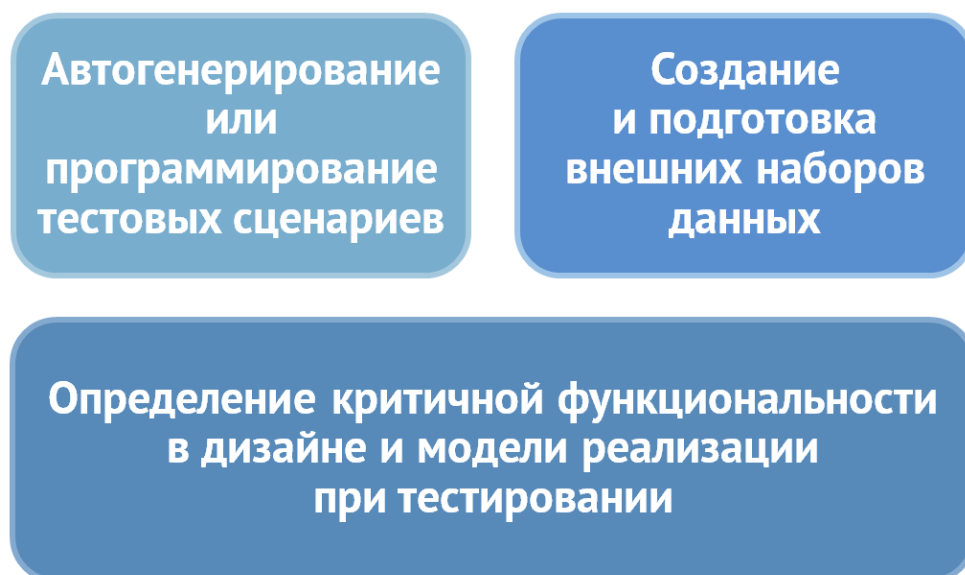 Автогенерирование
или
программирование
тестовых сценариев
Создание
и подготовка
внешних наборов
данных
Определение критичной функциональности
в дизайне и модели реализации
при тестировании